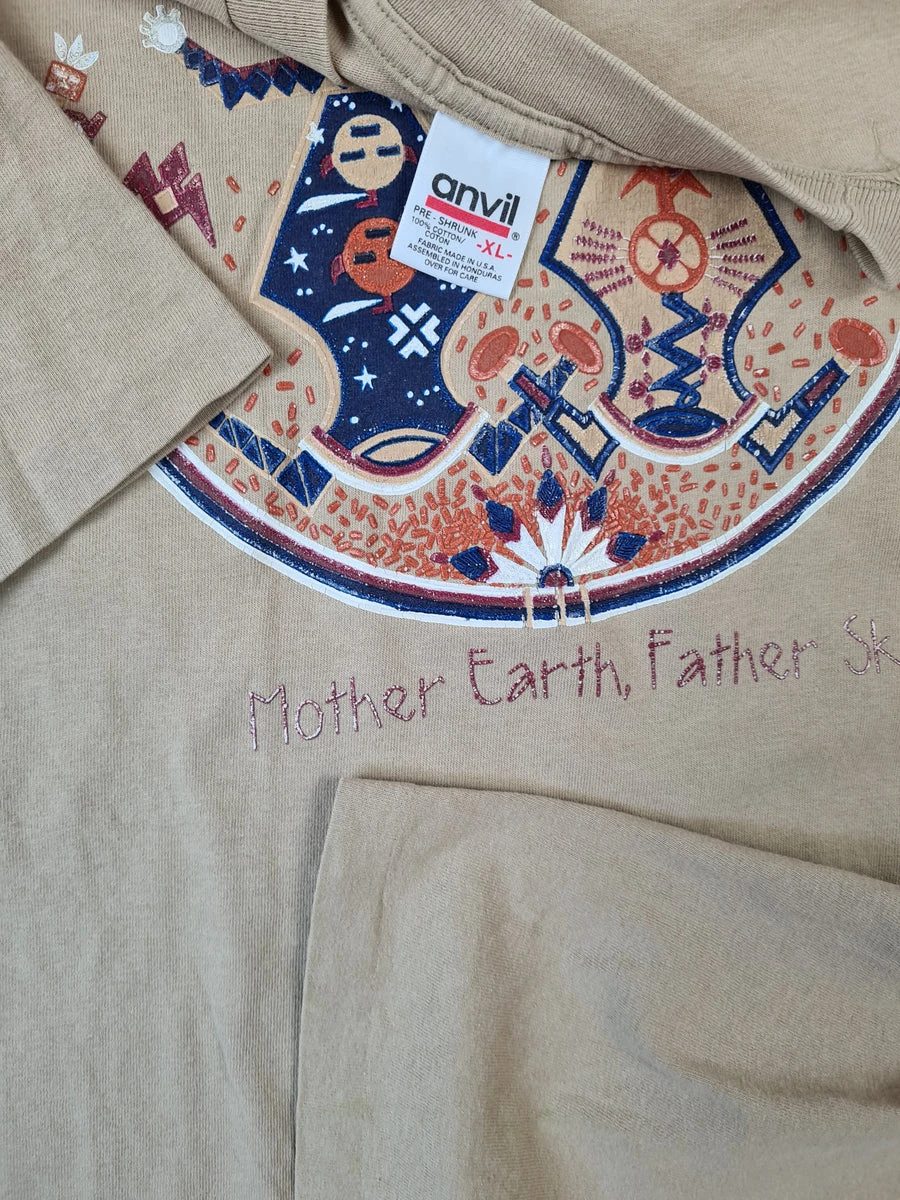 anvil
®
PRE-SHRUNK
100% COTTON/
COTON
-XL-
FABRIC MADE IN U.S.A
ASSEMBLED IN HONDURAS
OVER FOR CARE
Mother Earth, Father Sk